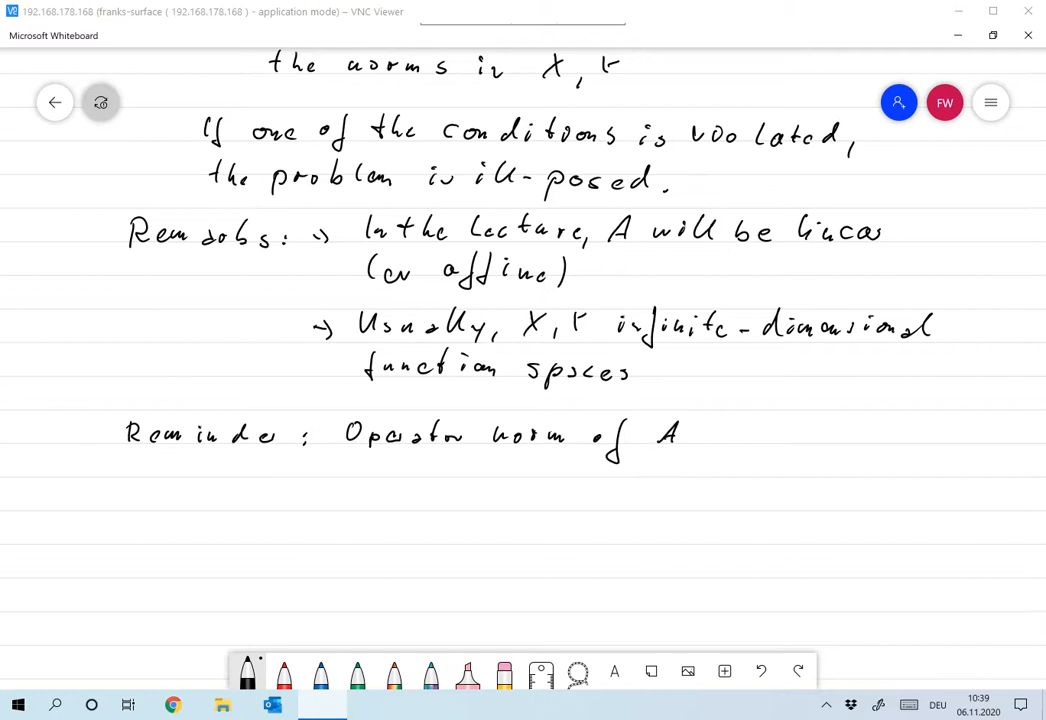 192.168.178.168 (franks-surface ( 192.168.178.168 ) - application mode) – VNC Viewer
Microsoft Whiteboard
the norms in X, Y
FW
If one of the conditions is violated,
the problem is ill-posed.
Remarks: → In the lecture, A will be linear
(or affine)
→ Usually, X, Y infinite-dimensional
function spaces
Reminder: Operator norm of A
A
DEU
10:39
06.11.2020